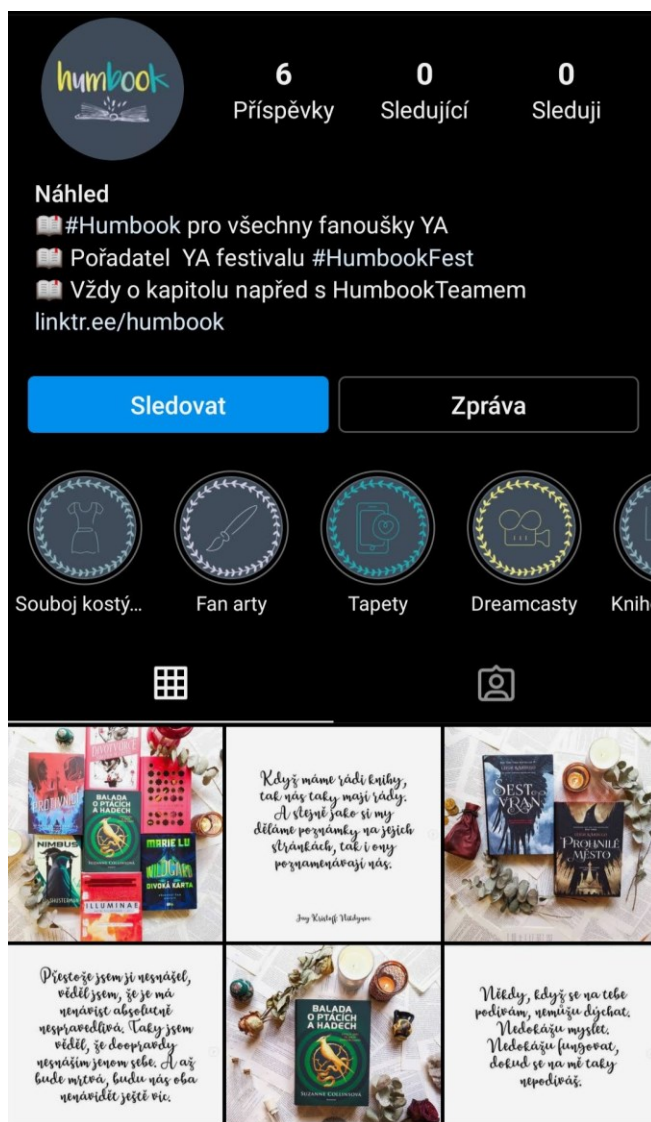 humbook
6
0
0
Příspěvky
Sledující
Sleduji
Náhled
#Humbook pro všechny fanoušky YA
Pořadatel YA festivalu #HumbookFest
Vždy o kapitolu napřed s HumbookTeamem
linktr.ee/humbook
Sledovat
Zpráva
Souboj kostý...
Fan arty
Tapety
Dreamcasty
Knih
BALADA
O PTÁCÍCH
A HADECH
SUZANNE COLLINSOVÁ
NIMBUS
MARIE LU
WILDCARD
DIVOKÁ KARTA
ILLUMINAE
Když máme rádi knihy,
tak nás taky mají rády.
A stejně jako si my
děláme poznámky na jejich
stránkách, tak i ony
poznamenávají nás.
ŠEST
VRAN
PROHNILÉ
MĚSTO
Přestože jsem ji nesnášel,
věděl jsem, že je má
nenávist absolutně
nespravedlivá. Taky jsem
věděl, že doopravdy
nesnáším jenom sebe. A až
bude mrtvá, budu nás oba
nenávidět ještě víc.
BALADA
O PTÁCÍCH
A HADECH
SUZANNE COLLINSOVÁ
Někdy, když se na tebe
podívám, nemůžu dýchat.
Nedokážu myslet.
Nedokážu fungovat,
dokud se na mě taky
nepodíváš.